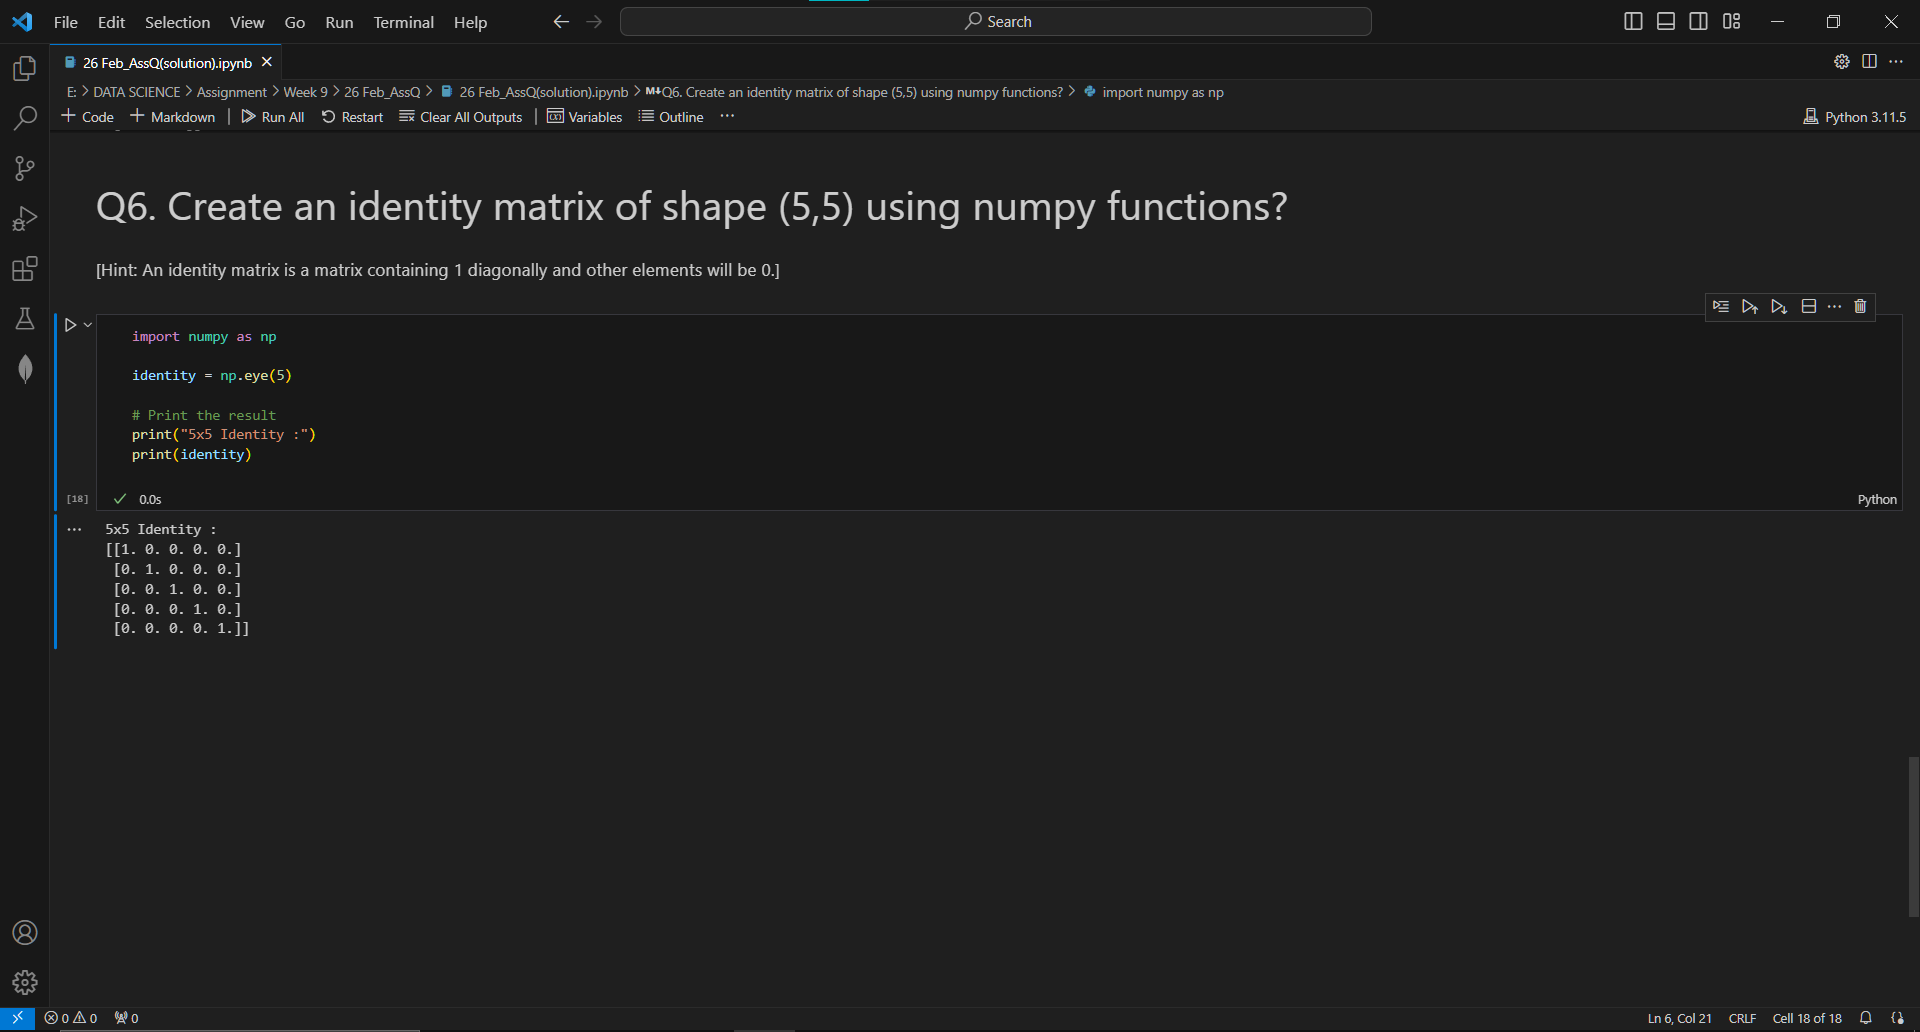 File Edit Selection View Go Run Terminal Help
Search
26 Feb_AssQ(solution).ipynb
E: > DATA SCIENCE > Assignment > Week 9 > 26 Feb_AssQ > 26 Feb_AssQ(solution).ipynb > M↓Q6. Create an identity matrix of shape (5,5) using numpy functions? > import numpy as np
+ Code + Markdown | Run All Restart Clear All Outputs | Variables Outline ... Python 3.11.5
Q6. Create an identity matrix of shape (5,5) using numpy functions?
[Hint: An identity matrix is a matrix containing 1 diagonally and other elements will be 0.]
import numpy as np
identity = np.eye(5)
# Print the result
print("5x5 Identity :")
print(identity)
[18] 0.0s Python
... 5x5 Identity :
[[1. 0. 0. 0. 0.]
[0. 1. 0. 0. 0.]
[0. 0. 1. 0. 0.]
[0. 0. 0. 1. 0.]
[0. 0. 0. 0. 1.]]
0 0 0 Ln 6, Col 21 CRLF Cell 18 of 18